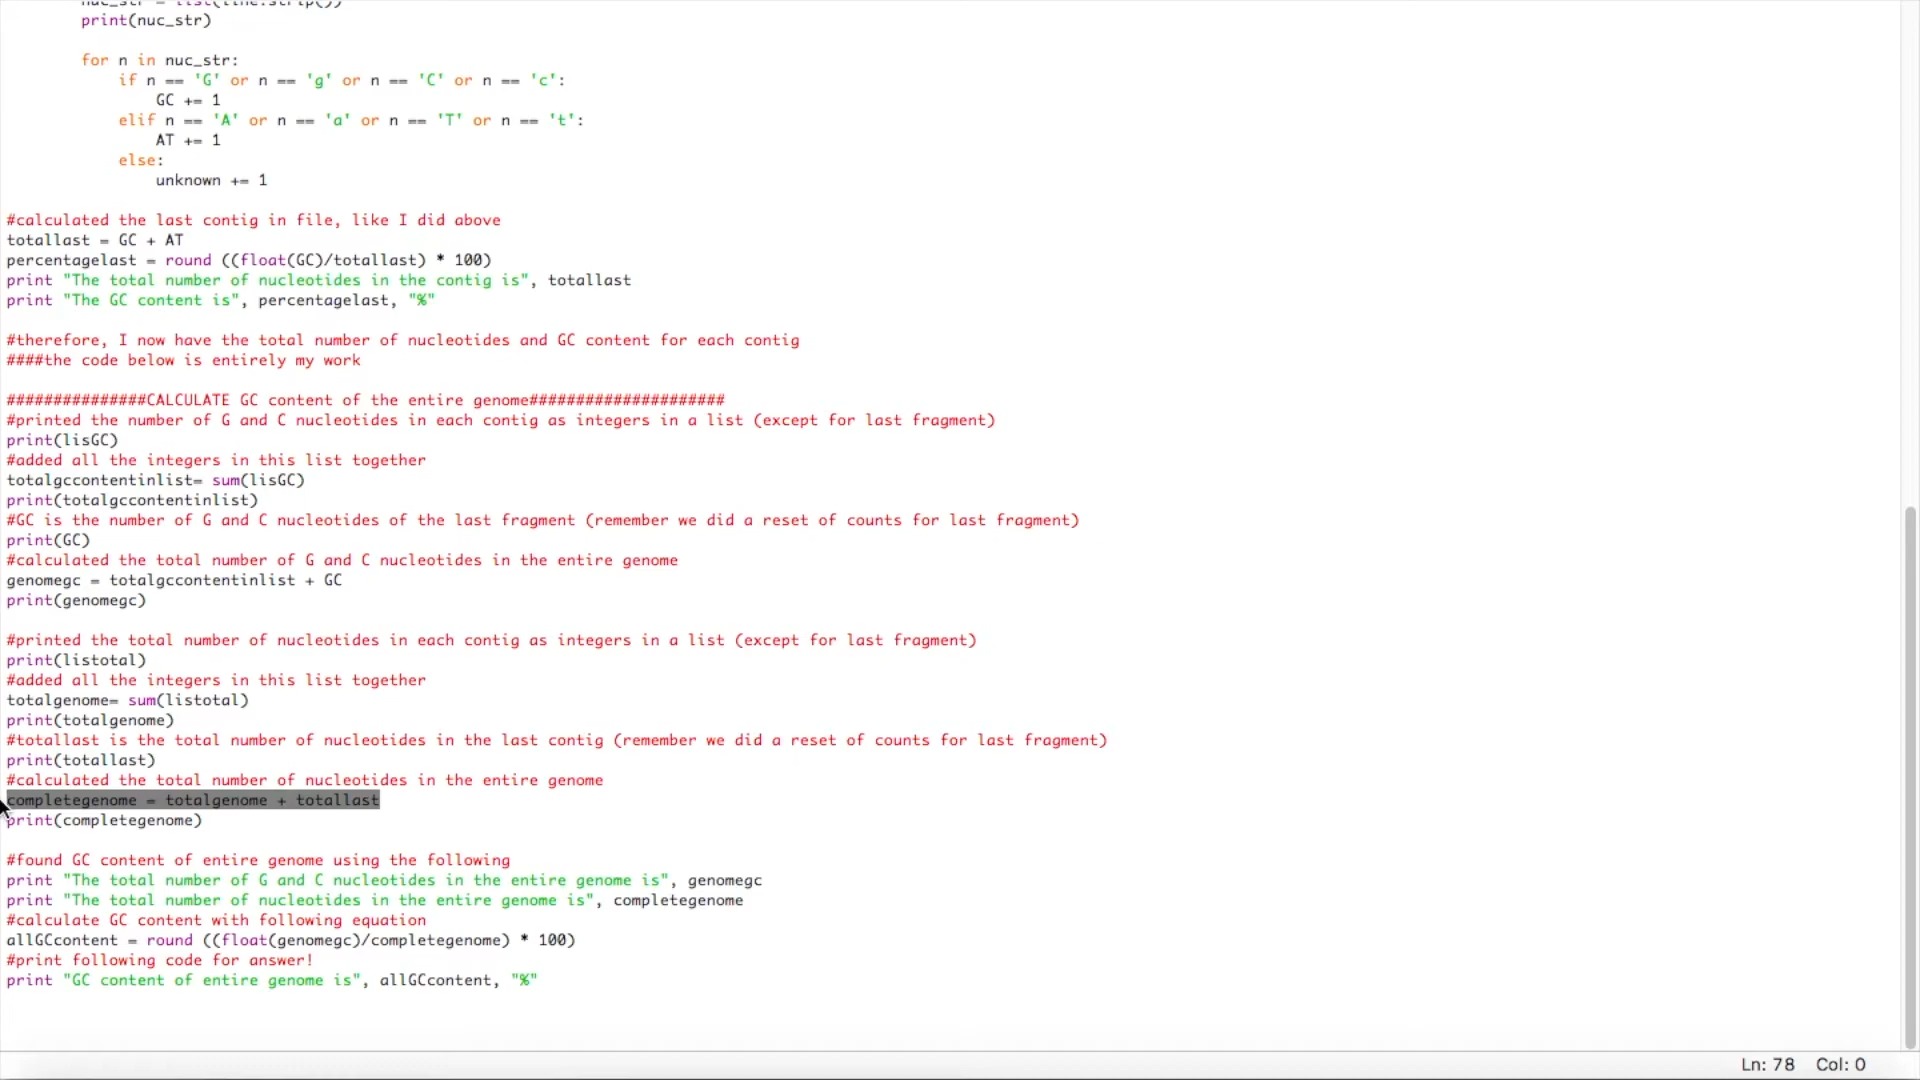 nuc_str = list(line.strip())
print(nuc_str)
for n in nuc_str:
if n == 'G' or n == 'g' or n == 'C' or n == 'c':
GC += 1
elif n == 'A' or n == 'a' or n == 'T' or n == 't':
AT += 1
else:
unknown += 1
#calculated the last contig in file, like I did above
totallast = GC + AT
percentagelast = round ((float(GC)/totallast) * 100)
print "The total number of nucleotides in the contig is", totallast
print "The GC content is", percentagelast, "%"
#therefore, I now have the total number of nucleotides and GC content for each contig
####the code below is entirely my work
###############CALCULATE GC content of the entire genome#####################
#printed the number of G and C nucleotides in each contig as integers in a list (except for last fragment)
print(lisGC)
#added all the integers in this list together
totalgccontentinlist= sum(lisGC)
print(totalgccontentinlist)
#GC is the number of G and C nucleotides of the last fragment (remember we did a reset of counts for last fragment)
print(GC)
#calculated the total number of G and C nucleotides in the entire genome
genomegc = totalgccontentinlist + GC
print(genomegc)
#printed the total number of nucleotides in each contig as integers in a list (except for last fragment)
print(listotal)
#added all the integers in this list together
totalgenome= sum(listotal)
print(totalgenome)
#totallast is the total number of nucleotides in the last contig (remember we did a reset of counts for last fragment)
print(totallast)
#calculated the total number of nucleotides in the entire genome
completegenome = totalgenome + totallast
print(completegenome)
#found GC content of entire genome using the following
print "The total number of G and C nucleotides in the entire genome is", genomegc
print "The total number of nucleotides in the entire genome is", completegenome
#calculate GC content with following equation
allGCcontent = round ((float(genomegc)/completegenome) * 100)
#print following code for answer!
print "GC content of entire genome is", allGCcontent, "%"
Ln: 78 Col: 0